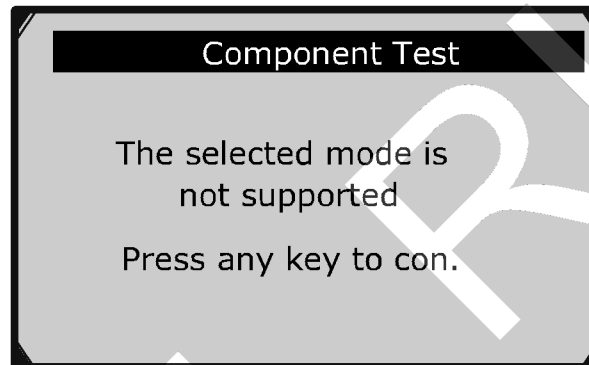 Component Test
The selected mode is
not supported
Press any key to con.